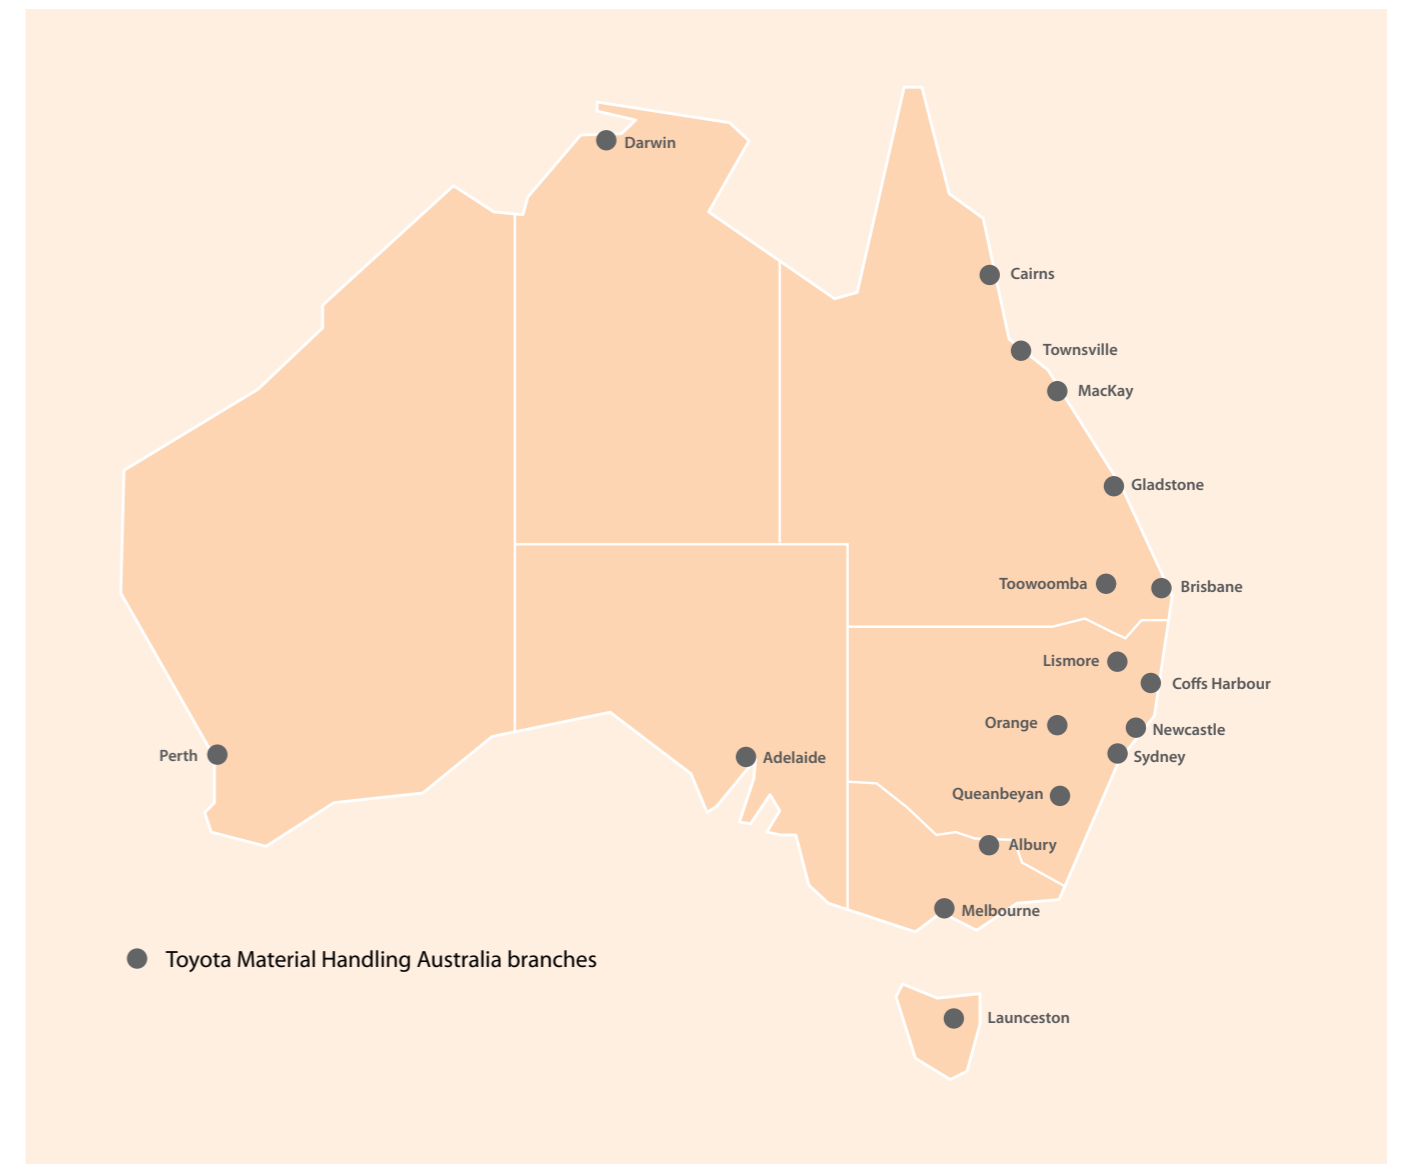 Darwin
Cairns
Townsville
MacKay
Gladstone
Toowoomba
Brisbane
Lismore
Coffs Harbour
Orange
Newcastle
Perth
Adelaide
Sydney
Queanbeyan
Albury
Melbourne
Toyota Material Handling Australia branches
Launceston